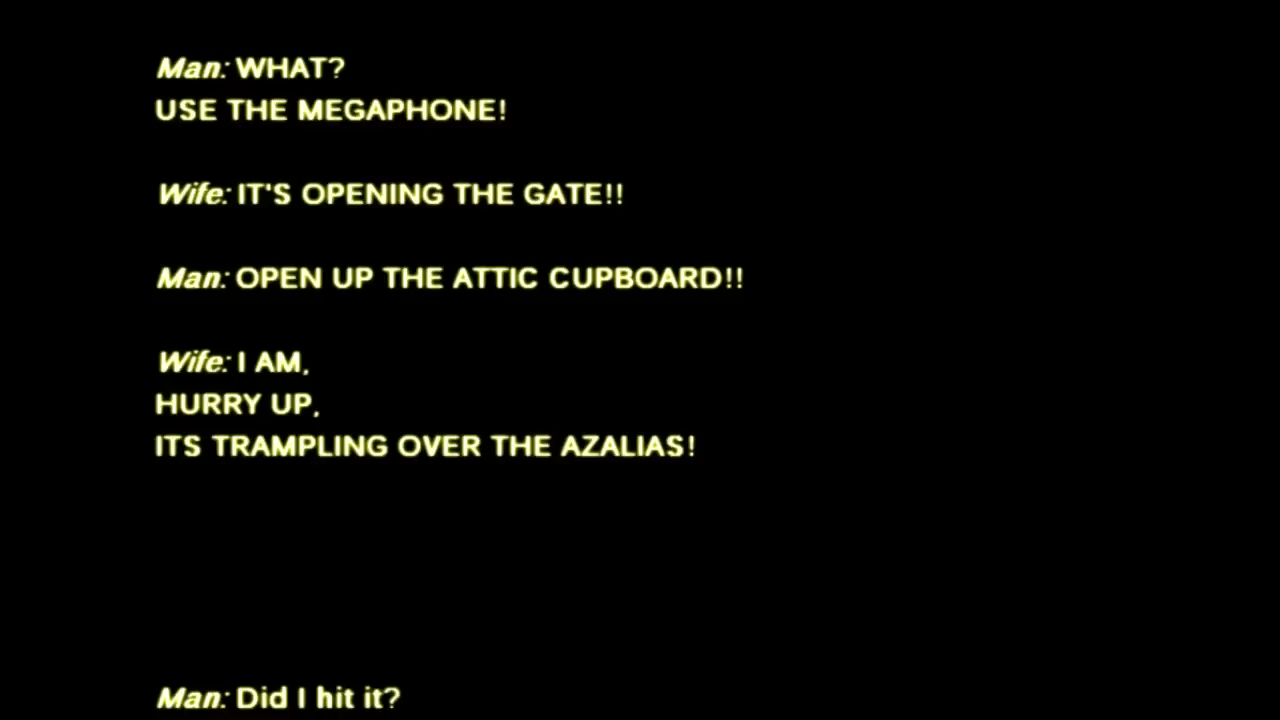 Man: WHAT?
USE THE MEGAPHONE!
Wife: IT'S OPENING THE GATE!!
Man: OPEN UP THE ATTIC CUPBOARD!!
Wife: I AM,
HURRY UP,
ITS TRAMPLING OVER THE AZALIAS!
Man: Did I hit it?